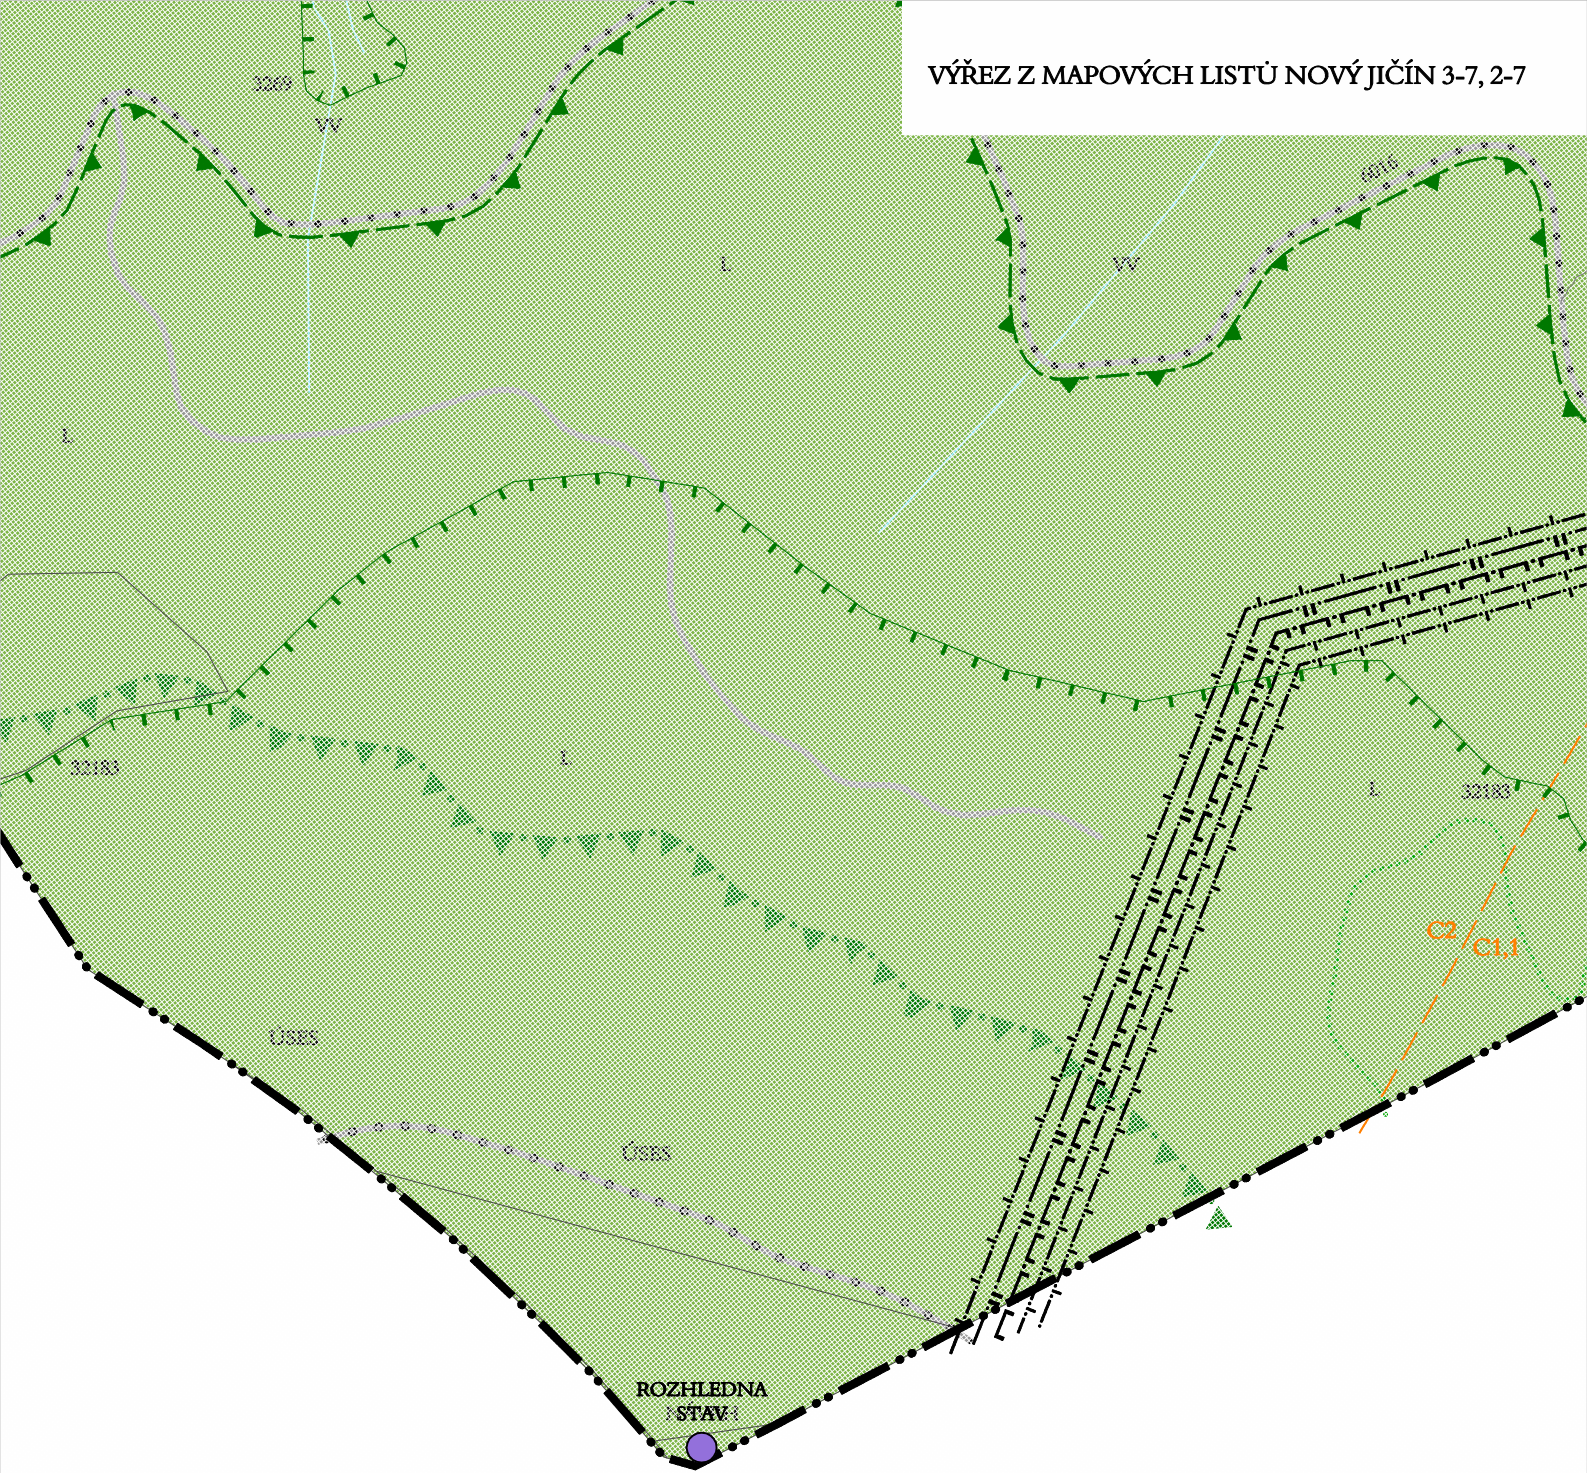 VÝŘEZ Z MAPOVÝCH LISTŮ NOVÝ JIČÍN 3-7, 2-7
3269
VV
6016
L
VV
L
L
32183
L
32183
C2
C1,1
ÚSES
ÚSES
ROZHLEDNA
STAV